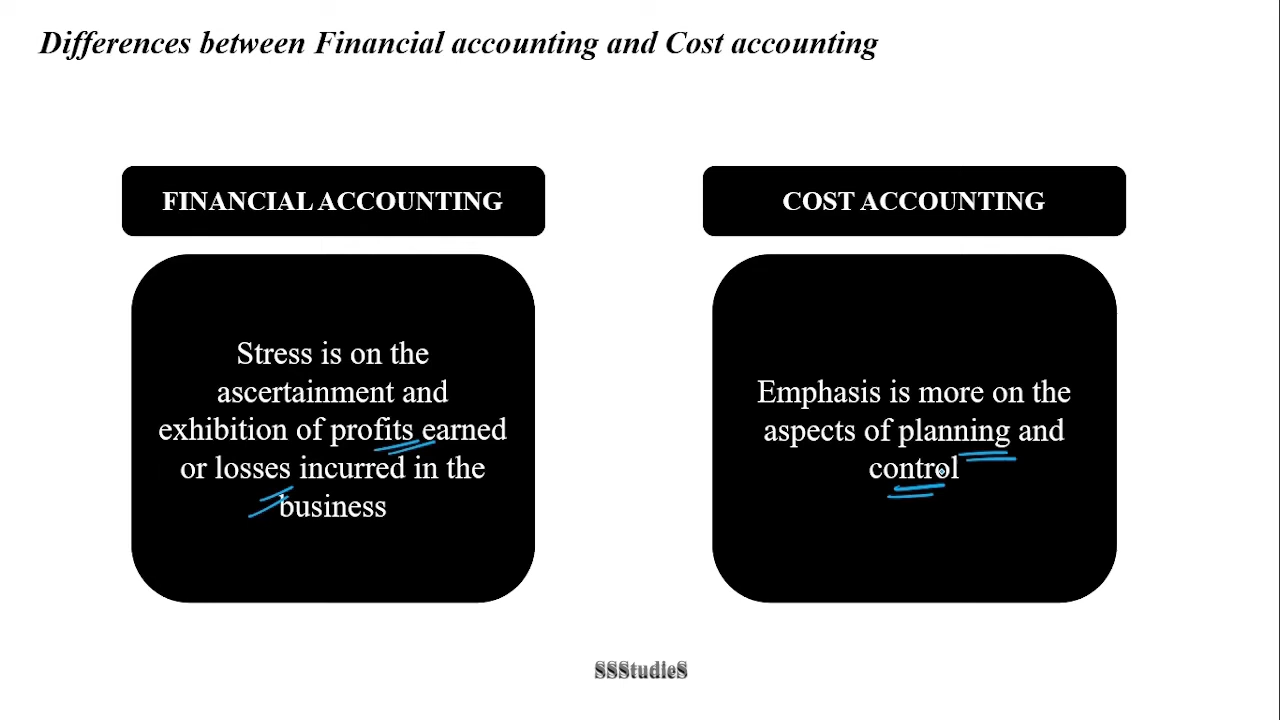 Differences between Financial accounting and Cost accounting
FINANCIAL ACCOUNTING
Stress is on the
ascertainment and
exhibition of profits earned
or losses incurred in the
business
COST ACCOUNTING
Emphasis is more on the
aspects of planning and
control
SSStudieS